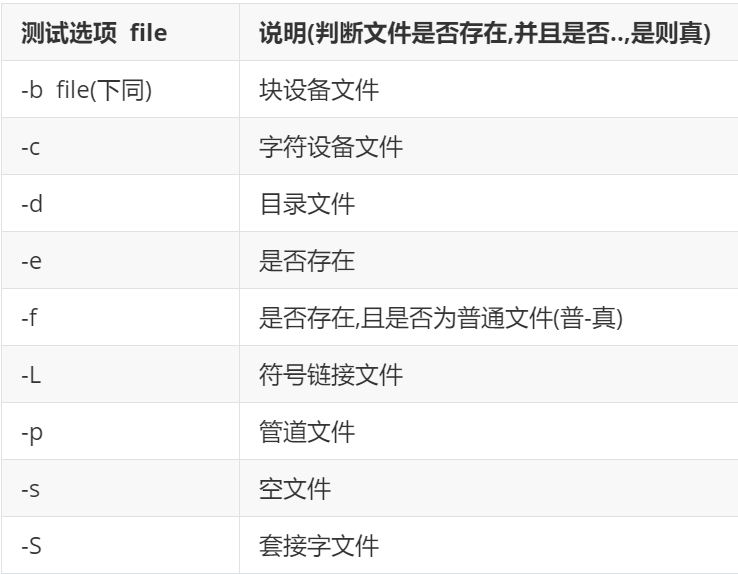 测试选项 file 说明(判断文件是否存在,并且是否..,是则真)
-b file(下同) 块设备文件
-c 字符设备文件
-d 目录文件
-e 是否存在
-f 是否存在,且是否为普通文件(普-真)
-L 符号链接文件
-p 管道文件
-s 空文件
-S 套接字文件